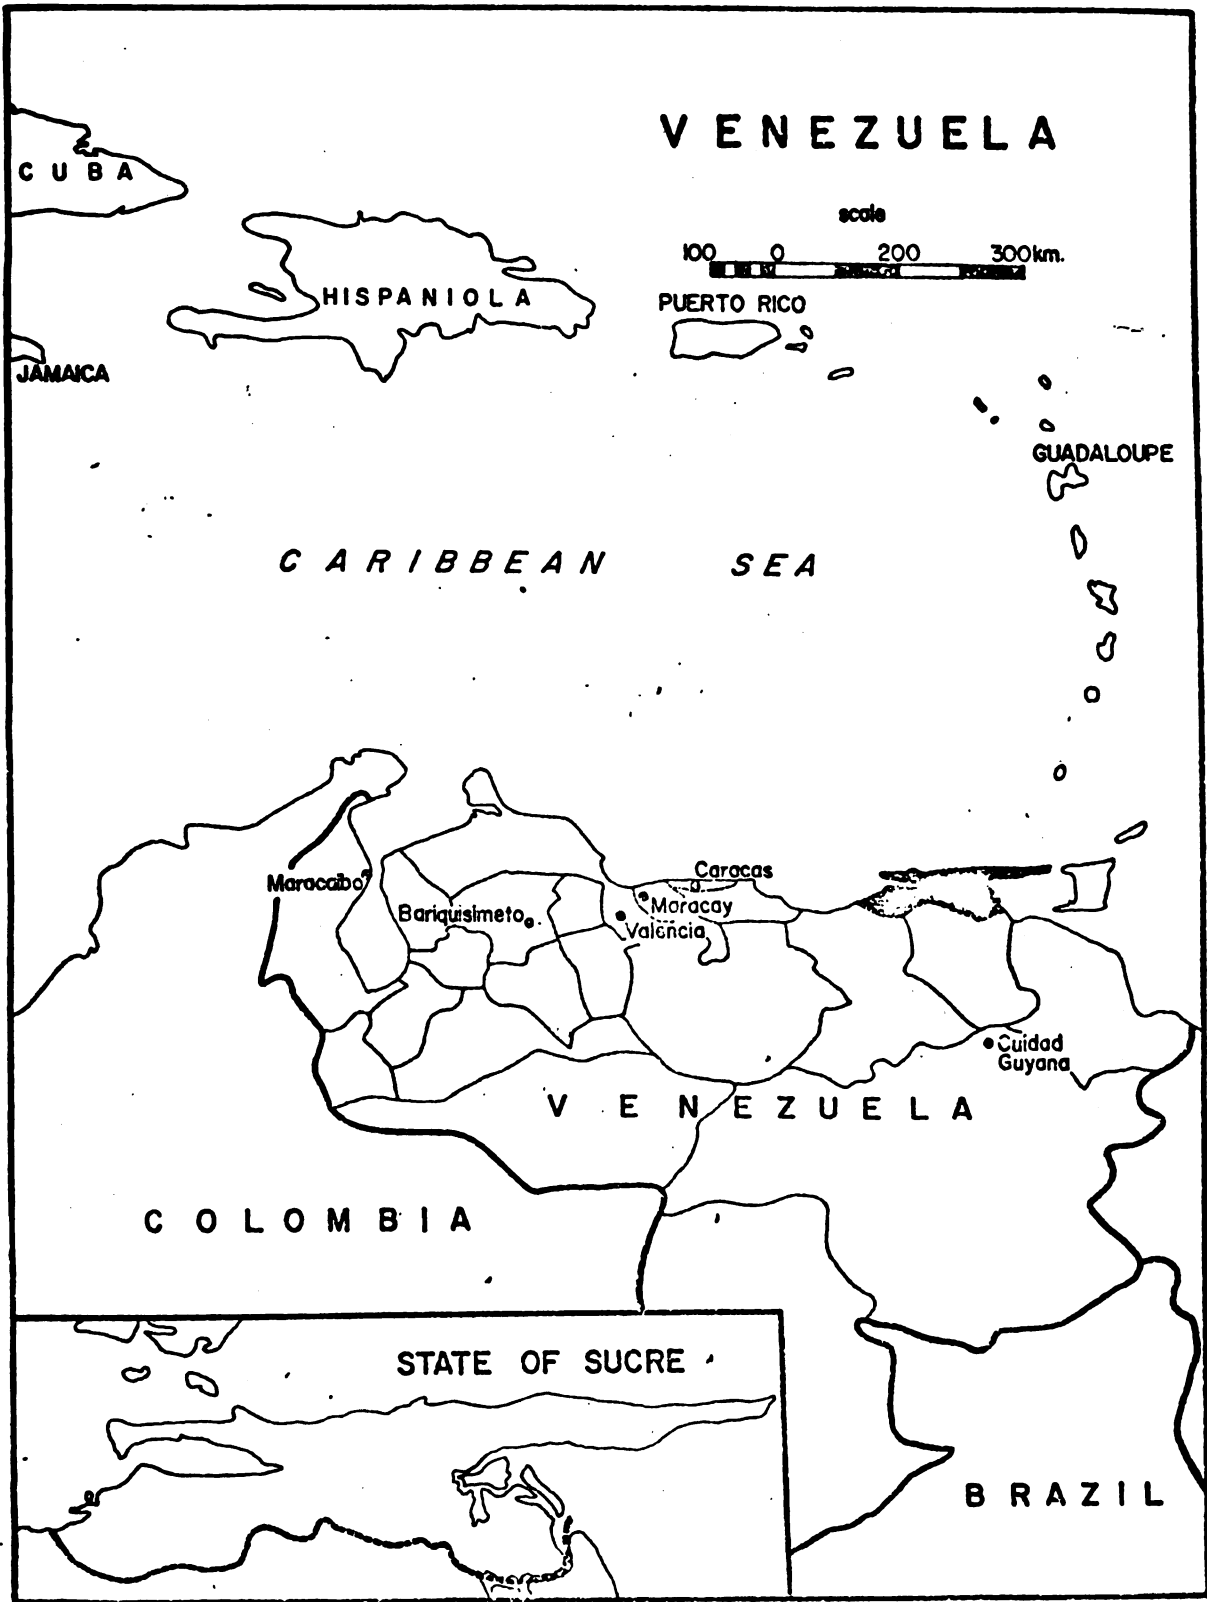 VENEZUELA
CUBA
scale
100 0 200 300km.
HISPANIOLA
PUERTO RICO
JAMAICA
GUADALOUPE
CARIBBEAN SEA
Caracas
Maracaibo
Maracay
Bariquisimeto
Valencia
Cuidad
Guyana
VENEZUELA
COLOMBIA
STATE OF SUCRE
BRAZIL